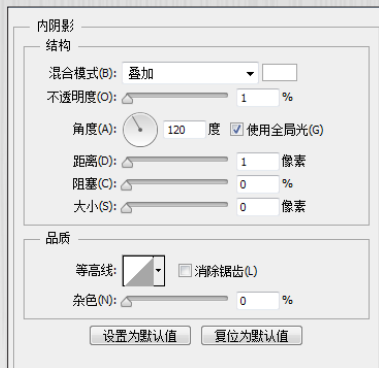 内阴影
结构
混合模式(B): 叠加
不透明度(O): 1 %
角度(A): 120 度 使用全局光(G)
距离(D): 1 像素
阻塞(C): 0 %
大小(S): 0 像素
品质
等高线: 消除锯齿(L)
杂色(N): 0 %
设置为默认值 复位为默认值